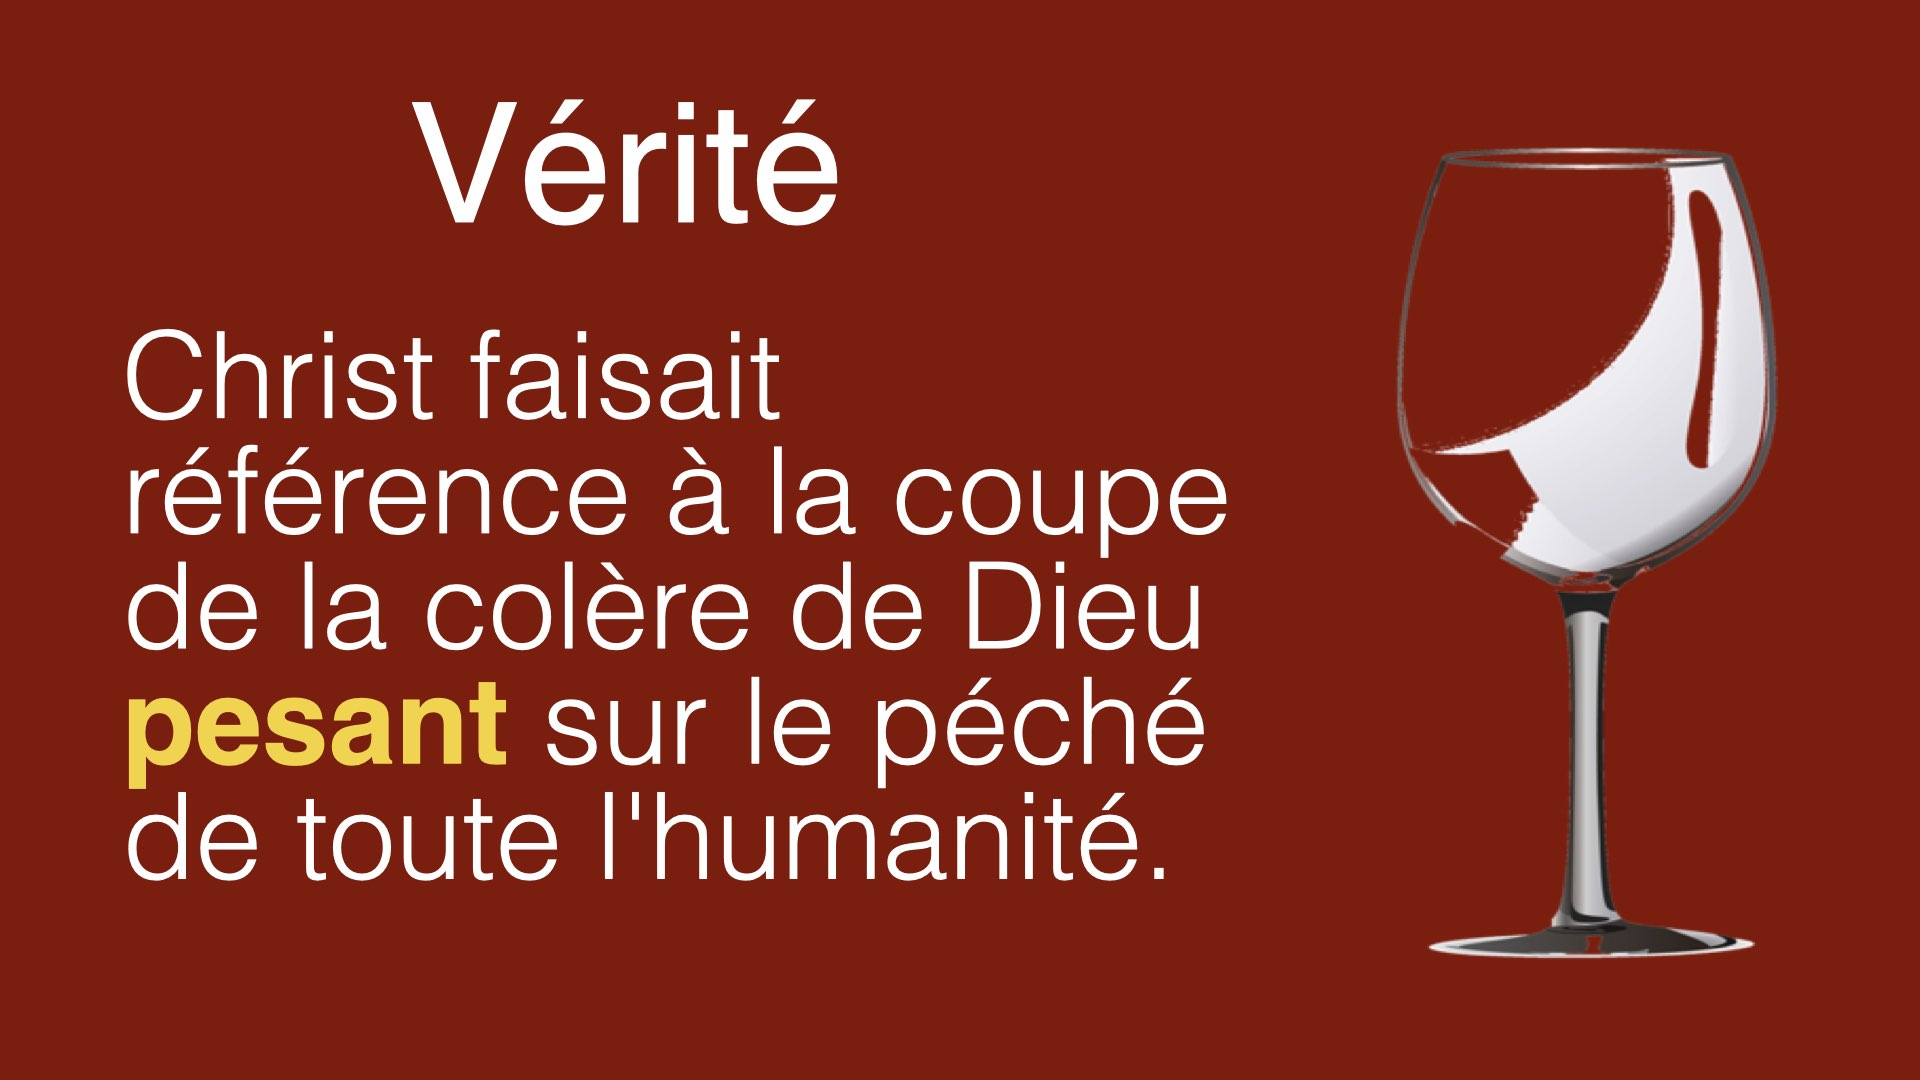 Vérité
Christ faisait
référence à la coupe
de la colère de Dieu
pesant sur le péché
de toute l'humanité.